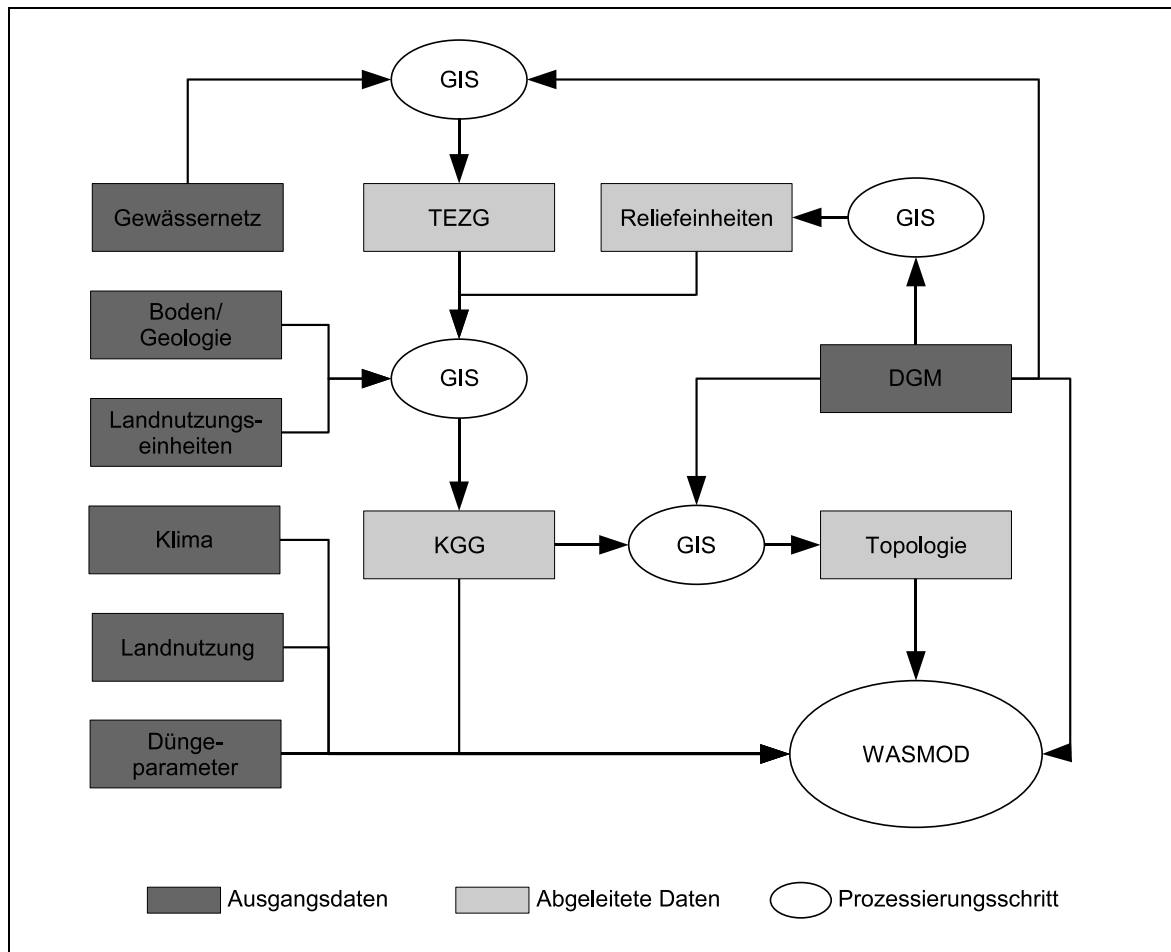 GIS
Gewässernetz
TEZG
Reliefeinheiten
GIS
Boden/
Geologie
GIS
DGM
Landnutzungs-
einheiten
Klima
KGG
GIS
Topologie
Landnutzung
Dünge-
parameter
WASMOD
Ausgangsdaten
Abgeleitete Daten
Prozessierungsschritt